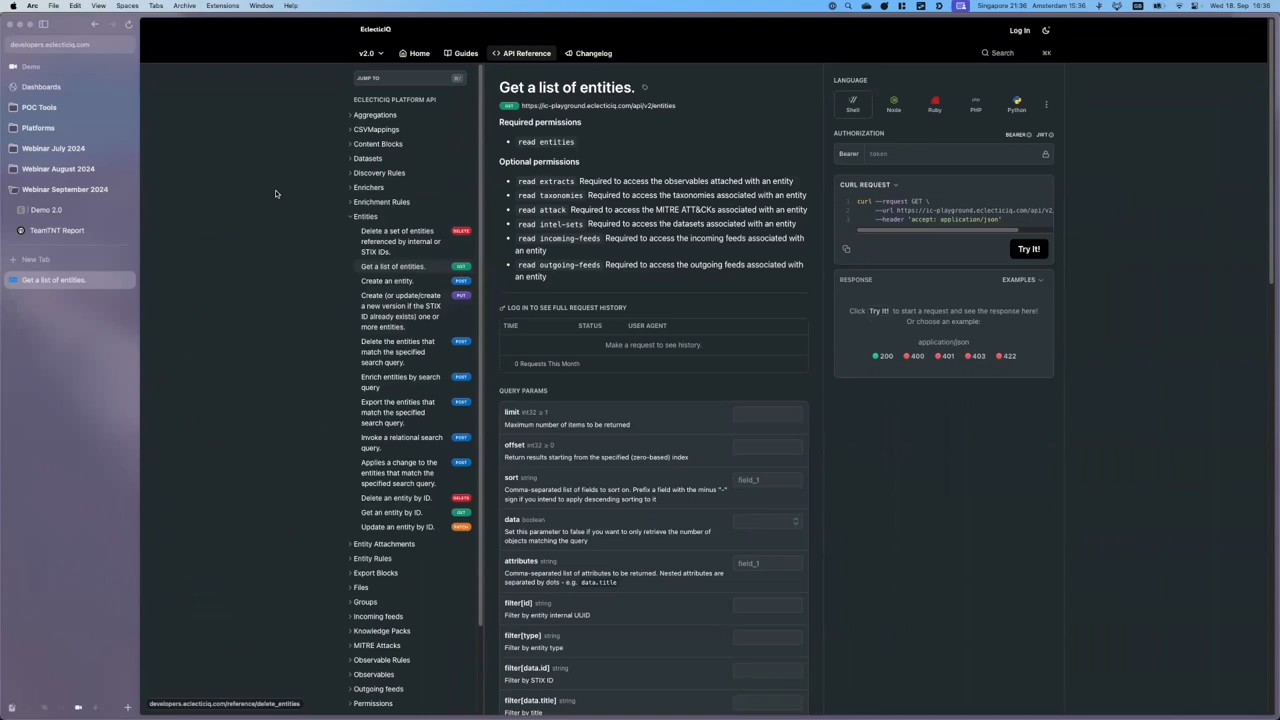 Arc File Edit View Spaces Tabs Archive Extensions Window Help Singapore 21:36 Amsterdam 15:36 Wed 18. Sep 16:36
developers.eclecticiq.com
Demo
Dashboards
POC Tools
Platforms
Webinar July 2024
Webinar August 2024
Webinar September 2024
Demo 2.0
TeamTNT Report
New Tab
Get a list of entities.
EclecticIQ
Log In
v2.0 Home Guides API Reference Changelog Search ⌘K
JUMP TO ⌘/
ECLECTICIQ PLATFORM API
Aggregations
CSVMappings
Content Blocks
Datasets
Discovery Rules
Enrichers
Enrichment Rules
Entities
Delete a set of entities DELETE
referenced by internal or
STIX IDs.
Get a list of entities. GET
Create an entity. POST
Create (or update/create PUT
a new version if the STIX
ID already exists) one or
more entities.
Delete the entities that POST
match the specified
search query.
Enrich entities by search POST
query
Export the entities that POST
match the specified
search query.
Invoke a relational search POST
query.
Applies a change to the POST
entities that match the
specified search query.
Delete an entity by ID. DELETE
Get an entity by ID. GET
Update an entity by ID. PATCH
Entity Attachments
Entity Rules
Export Blocks
Files
Groups
Incoming feeds
Knowledge Packs
MITRE Attacks
Observable Rules
Observables
Outgoing feeds
Permissions
Get a list of entities.
GET https://ic-playground.eclecticiq.com/api/v2/entities
Required permissions
read entities
Optional permissions
read extracts Required to access the observables attached with an entity
read taxonomies Required to access the taxonomies associated with an entity
read attack Required to access the MITRE ATT&CKs associated with an entity
read intel-sets Required to access the datasets associated with an entity
read incoming-feeds Required to access the incoming feeds associated with
an entity
read outgoing-feeds Required to access the outgoing feeds associated with
an entity
LOG IN TO SEE FULL REQUEST HISTORY
TIME STATUS USER AGENT
Make a request to see history.
0 Requests This Month
QUERY PARAMS
limit int32 ≥ 1
Maximum number of items to be returned
offset int32 ≥ 0
Return results starting from the specified (zero-based) index
sort string field_1
Comma-separated list of fields to sort on. Prefix a field with the minus "-"
sign if you intend to apply descending sorting to it
data boolean
Set this parameter to false if you want to only retrieve the number of
objects matching the query
attributes string field_1
Comma-separated list of attributes to be returned. Nested attributes are
separated by dots - e.g. data.title
filter[id] string
Filter by entity internal UUID
filter[type] string
Filter by entity type
filter[data.id] string
Filter by STIX ID
filter[data.title] string
Filter by title
LANGUAGE
Shell Node Ruby PHP Python
AUTHORIZATION BEARER JWT
Bearer token
CURL REQUEST
1 curl --request GET \
2 --url https://ic-playground.eclecticiq.com/api/v2
3 --header 'accept: application/json'
Try It!
RESPONSE EXAMPLES
Click Try It! to start a request and see the response here!
Or choose an example:
application/json
200 400 401 403 422
developers.eclecticiq.com/reference/delete_entities